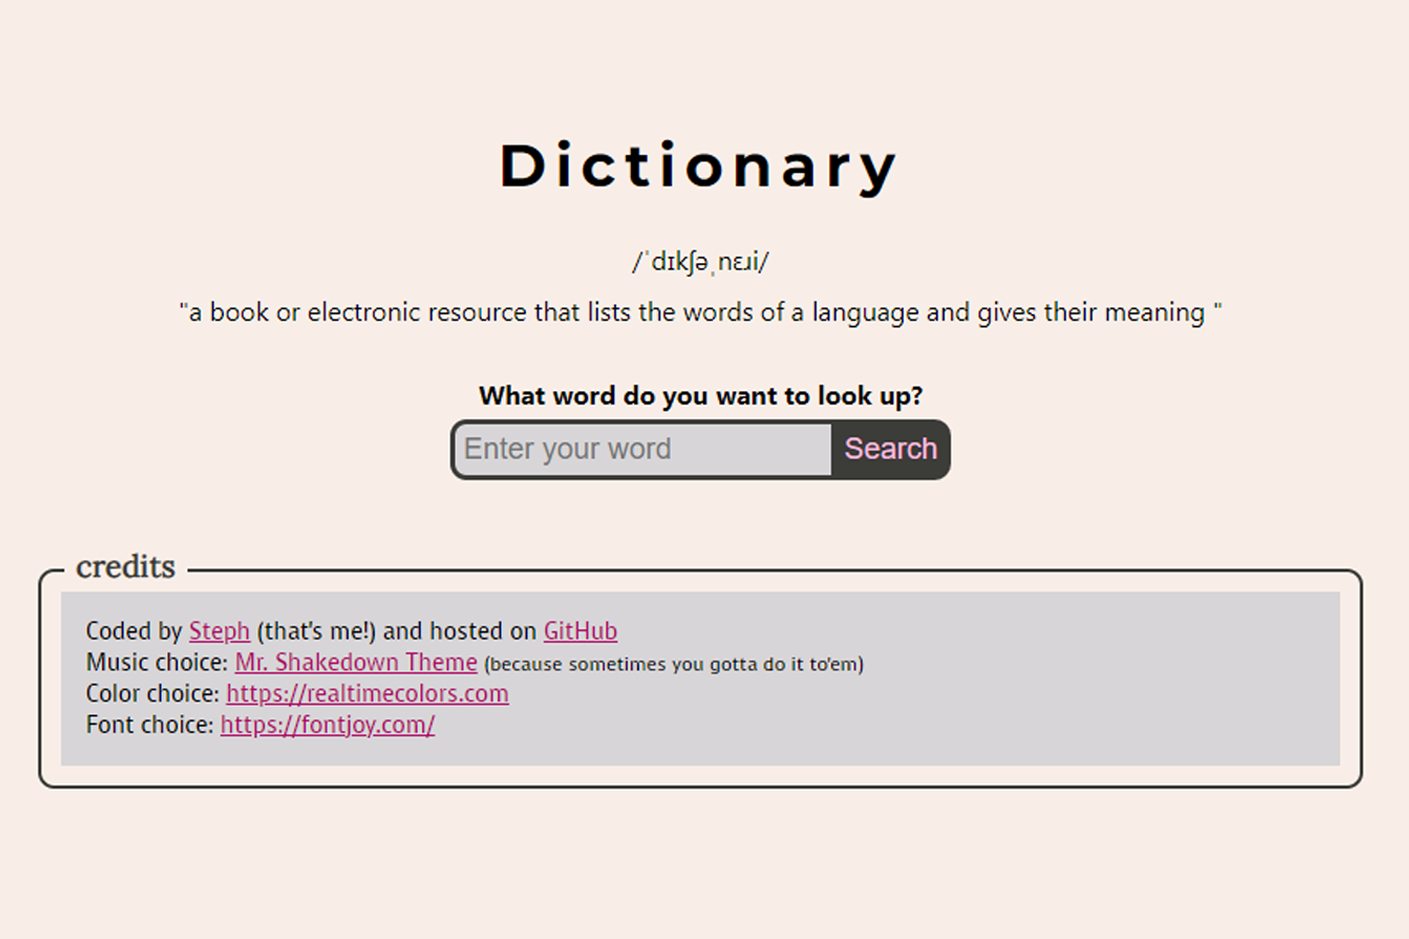 Dictionary
/ˈdɪkʃəˌnɛɹi/
"a book or electronic resource that lists the words of a language and gives their meaning "
What word do you want to look up?
Enter your word Search
credits
Coded by Steph (that's me!) and hosted on GitHub
Music choice: Mr. Shakedown Theme (because sometimes you gotta do it to'em)
Color choice: https://realtimecolors.com
Font choice: https://fontjoy.com/